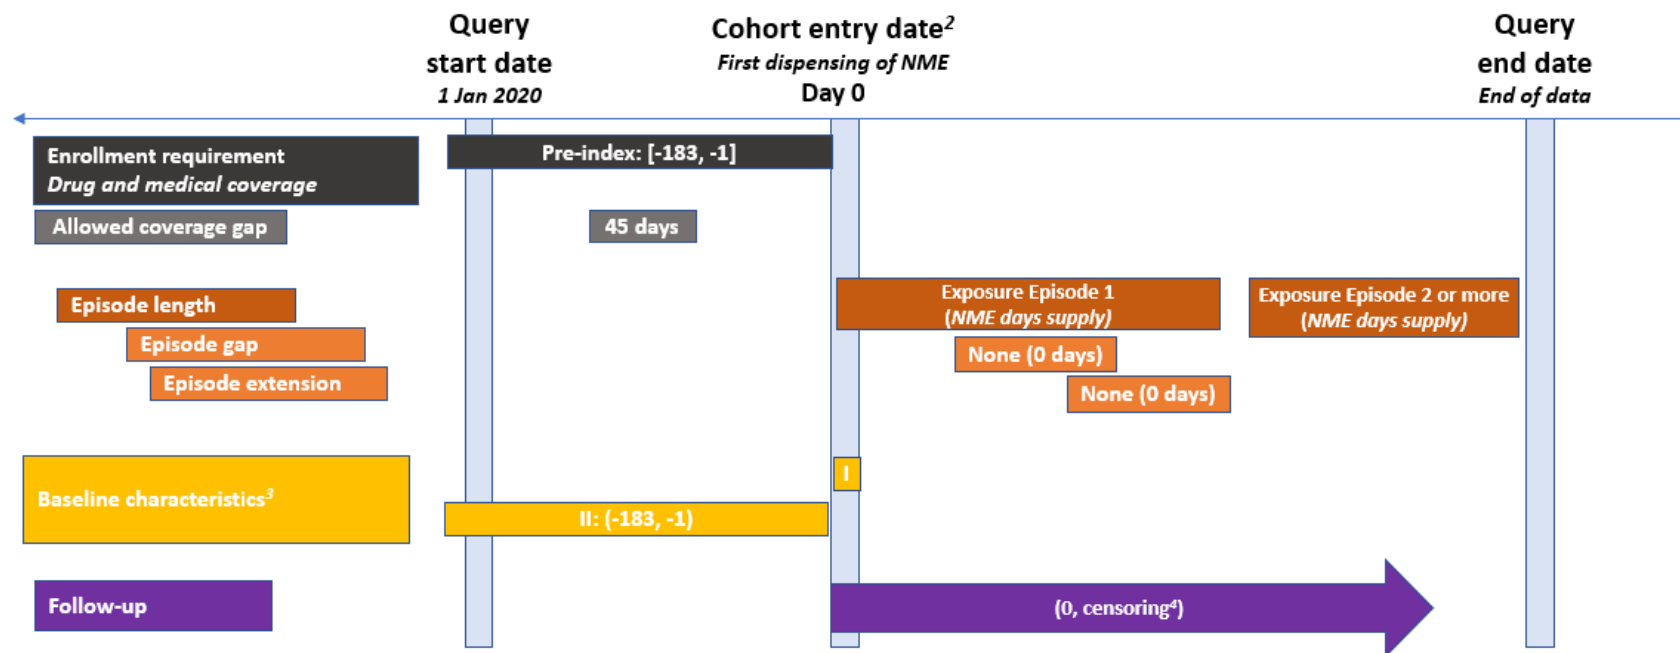 Query
start date
1 Jan 2020
Cohort entry date²
First dispensing of NME
Day 0
Query
end date
End of data
Enrollment requirement
Drug and medical coverage
Pre-index: [-183, -1]
Allowed coverage gap
45 days
Episode length
Exposure Episode 1
(NME days supply)
Exposure Episode 2 or more
(NME days supply)
Episode gap
None (0 days)
Episode extension
None (0 days)
Baseline characteristics³
I
II: (-183, -1)
Follow-up
(0, censoring⁴)